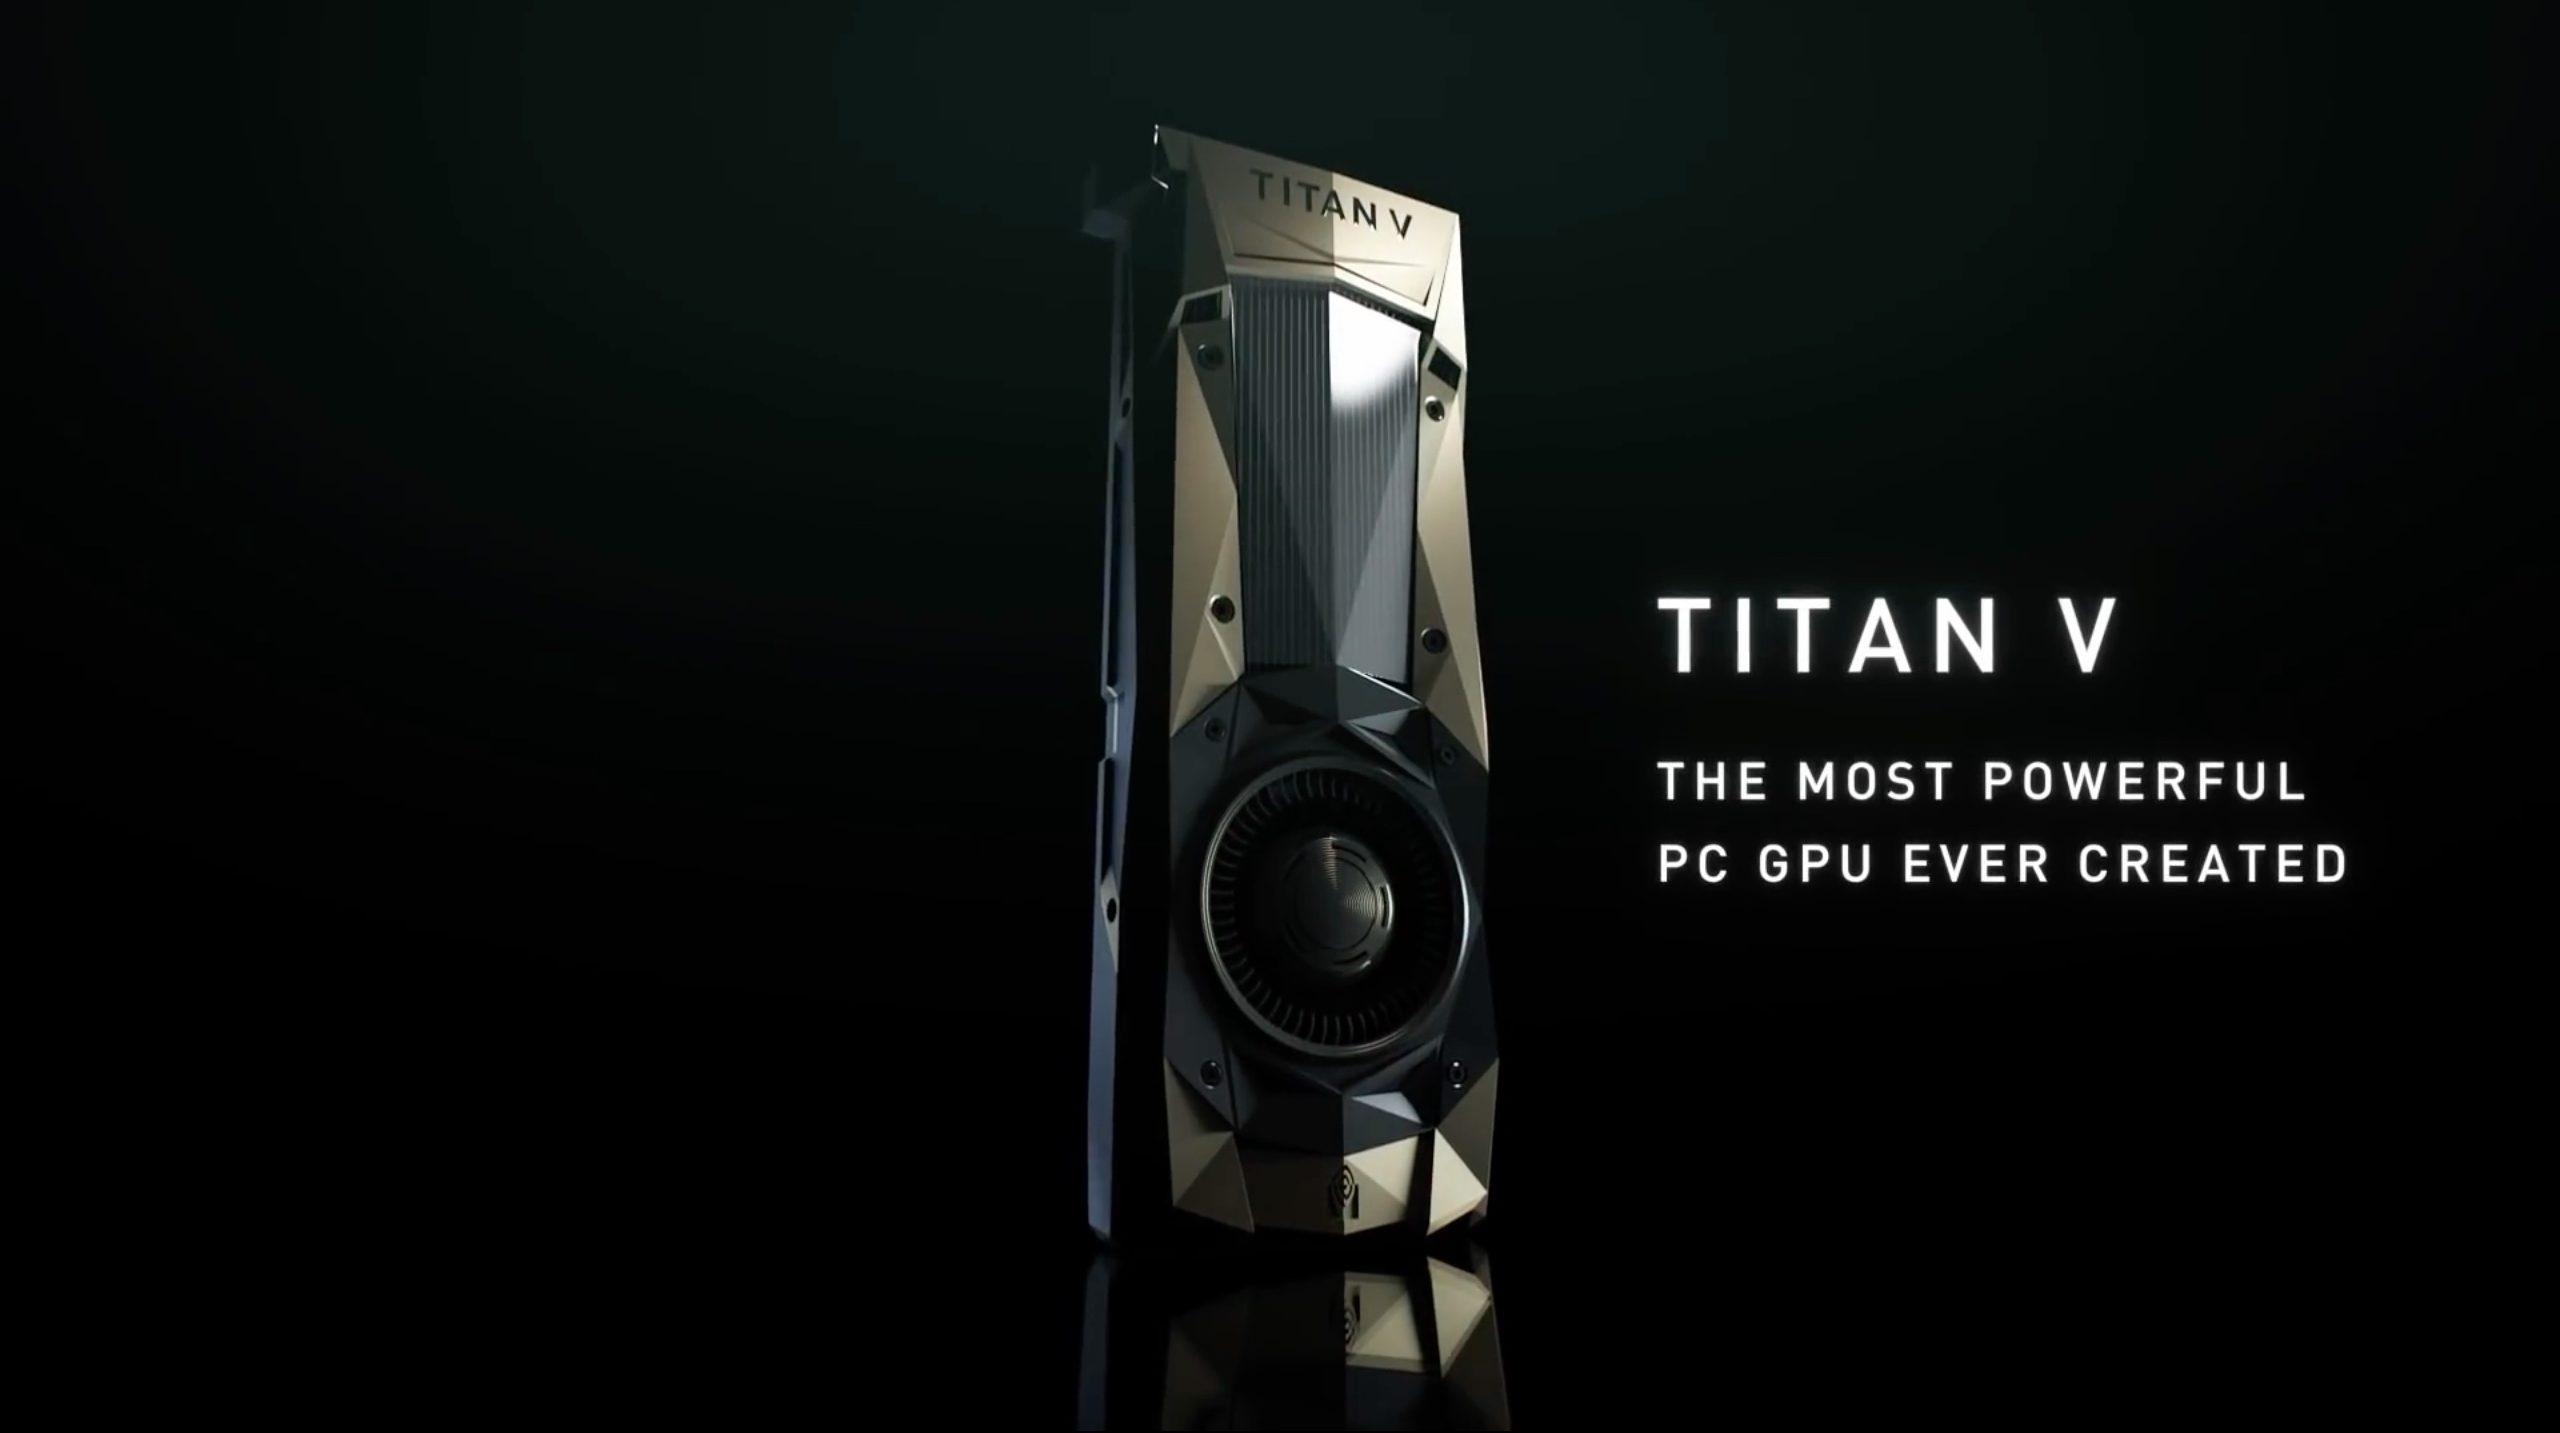 TITAN V
TITAN V
THE MOST POWERFUL
PC GPU EVER CREATED